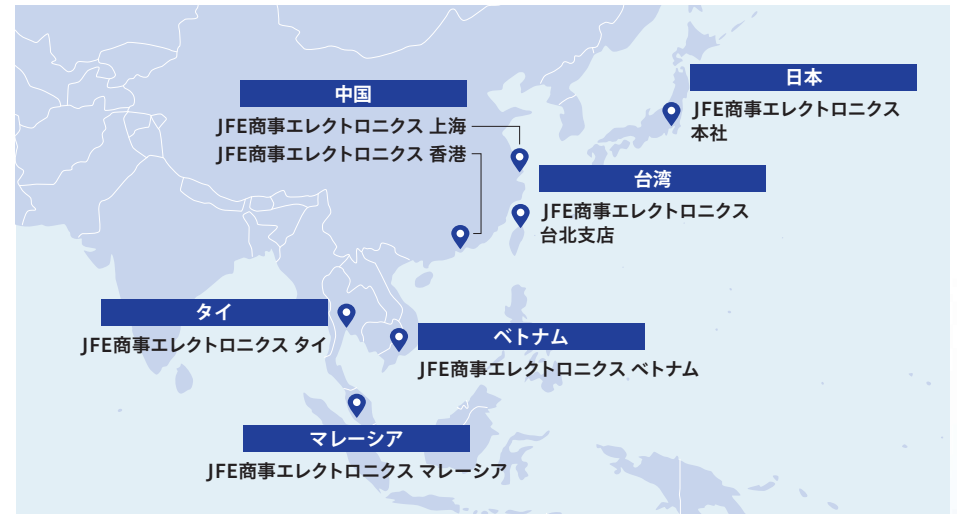 中国
JFE商事エレクトロニクス 上海
JFE商事エレクトロニクス 香港
日本
JFE商事エレクトロニクス
本社
台湾
JFE商事エレクトロニクス
台北支店
タイ
JFE商事エレクトロニクス タイ
ベトナム
JFE商事エレクトロニクス ベトナム
マレーシア
JFE商事エレクトロニクス マレーシア